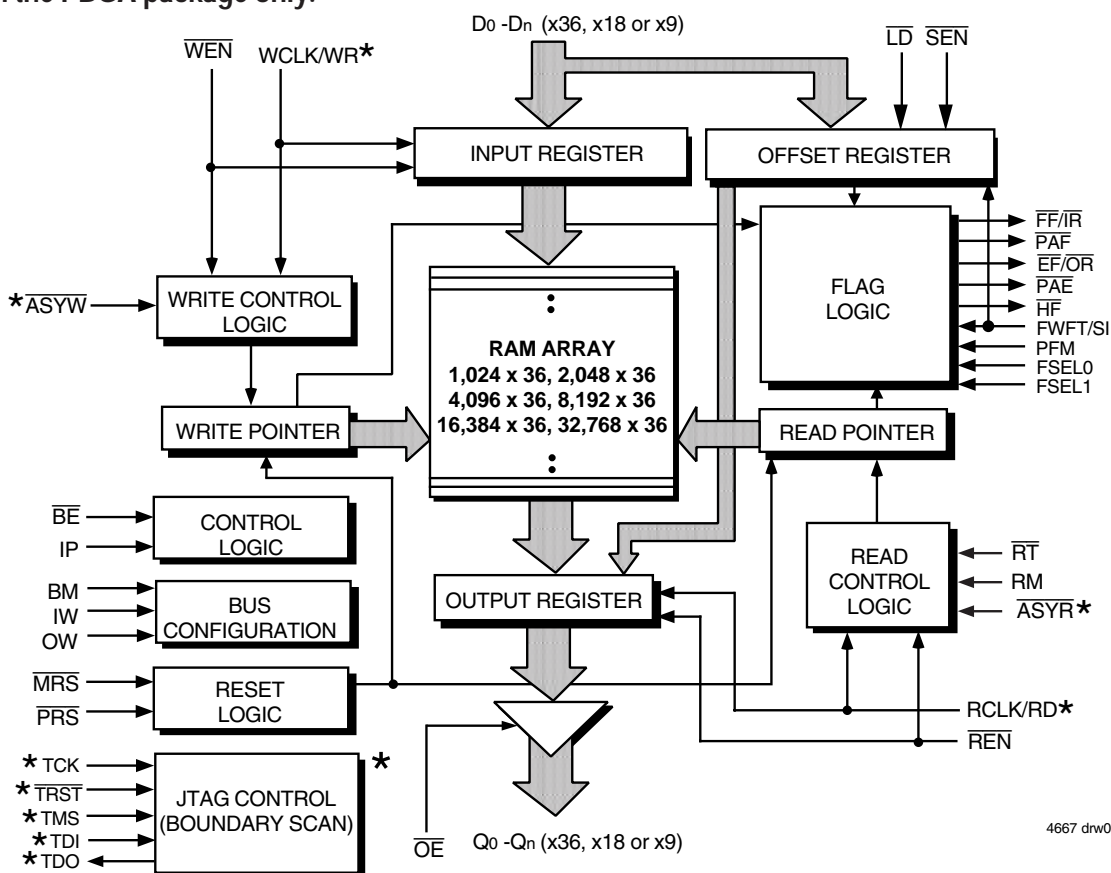 the PBGA package only.
D0 -Dn (x36, x18 or x9)
WEN
WCLK/WR*
LD
SEN
INPUT REGISTER
OFFSET REGISTER
FF/IR
PAF
EF/OR
PAE
HF
FWFT/SI
PFM
FSEL0
FSEL1
FLAG
LOGIC
*ASYW
WRITE CONTROL
LOGIC
RAM ARRAY
1,024 x 36, 2,048 x 36
4,096 x 36, 8,192 x 36
16,384 x 36, 32,768 x 36
WRITE POINTER
READ POINTER
BE
IP
CONTROL
LOGIC
READ
CONTROL
LOGIC
RT
RM
ASYR*
BM
IW
OW
BUS
CONFIGURATION
OUTPUT REGISTER
MRS
PRS
RESET
LOGIC
RCLK/RD*
REN
*TCK
*TRST
*TMS
*TDI
*TDO
JTAG CONTROL
(BOUNDARY SCAN)
*
OE
Q0 -Qn (x36, x18 or x9)
4667 drw0